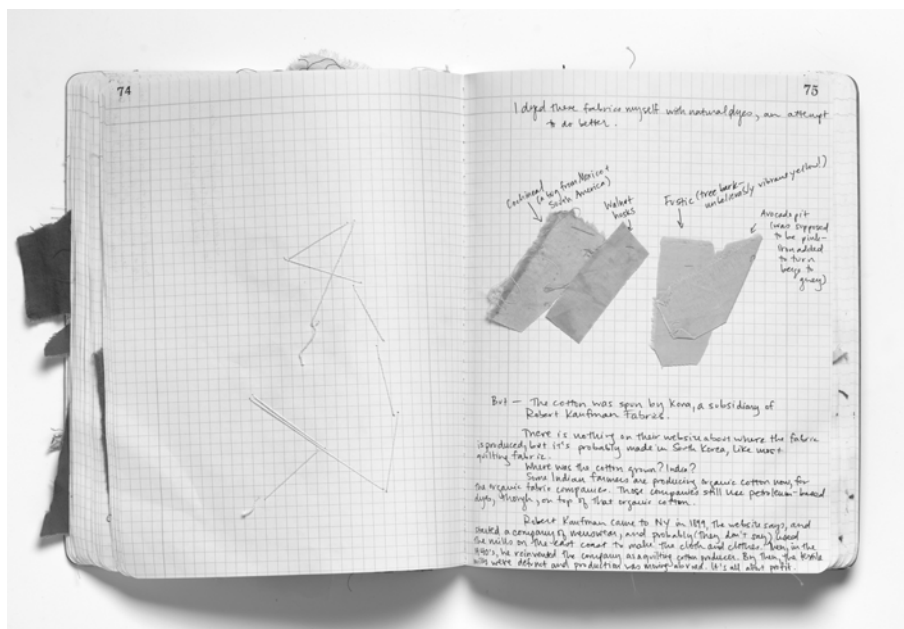 74
75
I dyed these fabrics myself with natural dyes, an attempt
to do better.
Cochineal
(a bug from Mexico +
South America)
Walnut
husks
Fustic (tree bark—
unbelievably vibrant yellow!)
Avocado pit
(was supposed
to be pink—
iron added
to turn
beige to
grey)
But — The cotton was spun by Kona, a subsidiary of
Robert Kaufman Fabrics.
There is nothing on their website about where the fabric
is produced, but it's probably made in South Korea, like most
quilting fabric.
Where was the cotton grown? India?
Some Indian farmers are producing organic cotton now, for
the organic fabric companies. Those companies still use petroleum-based
dyes, though, on top of that organic cotton.
Robert Kaufman came to NY in 1899, the website says, and
started a company of menswear, and probably (they don't say) used
the mills on the east coast to make the cloth and clothes. Then, in the
1940's, he reinvented the company as a quilting cotton producer. By then, the textile
mills were defunct and production was moving abroad. It's all about profit.